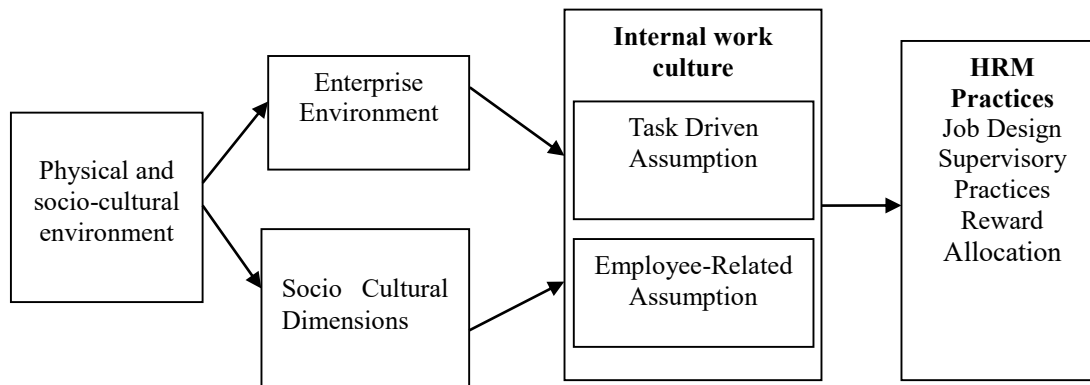 Physical and
socio-cultural
environment
Enterprise
Environment
Socio Cultural
Dimensions
Internal work
culture
Task Driven
Assumption
Employee-Related
Assumption
HRM
Practices
Job Design
Supervisory
Practices
Reward
Allocation